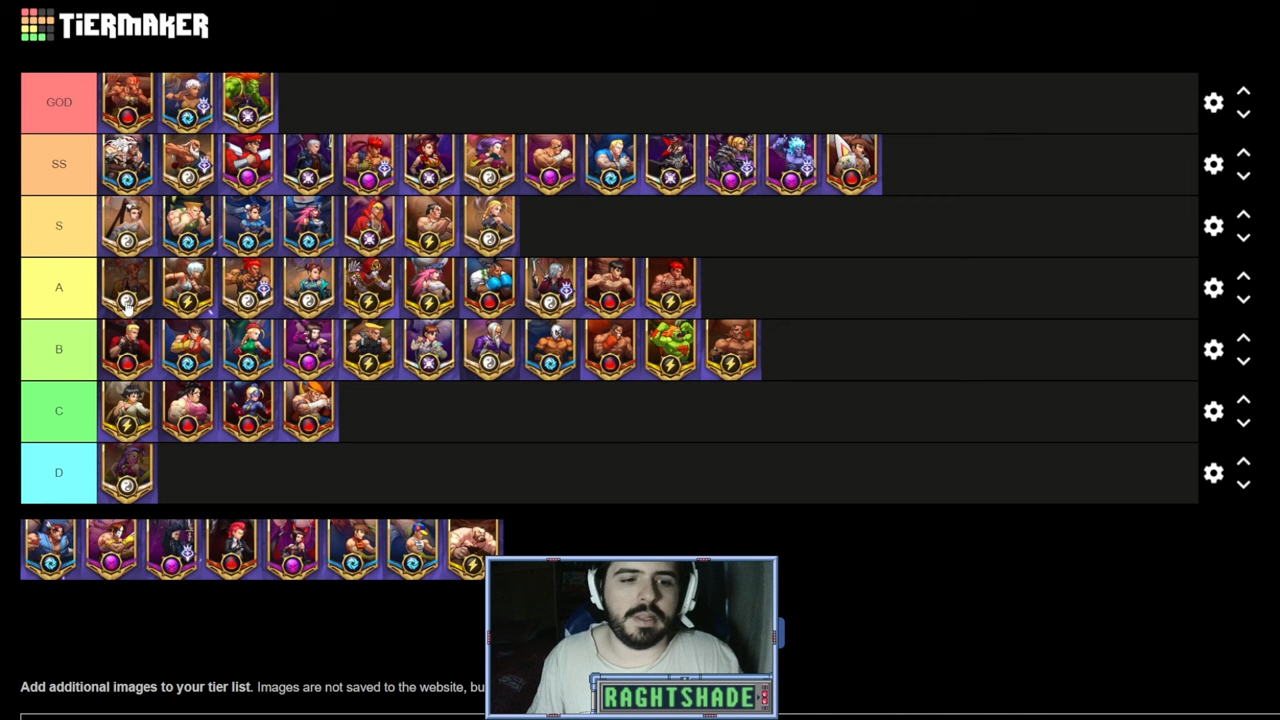 TiERMAKER
GOD
SS
S
A
B
C
D
Add additional images to your tier list. Images are not saved to the website, bu
RAGHTSHADE